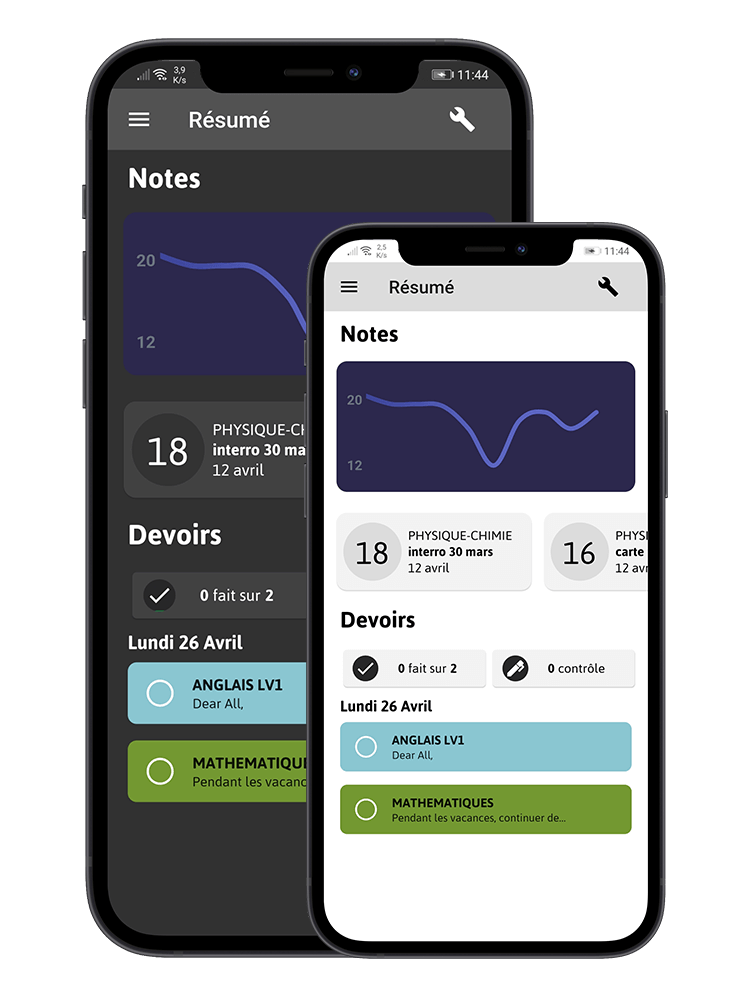 3,9
K/s
11:44
Résumé
Notes
20
12
18
PHYSIQUE-CH
interro 30 ma
12 avril
Devoirs
0 fait sur 2
Lundi 26 Avril
ANGLAIS LV1
Dear All,
MATHEMATIQU
Pendant les vacanc
2,5
K/s
11:44
Résumé
Notes
20
12
18
PHYSIQUE-CHIMIE
interro 30 mars
12 avril
16
PHYSI
carte
12 avr
Devoirs
0 fait sur 2
0 contrôle
Lundi 26 Avril
ANGLAIS LV1
Dear All,
MATHEMATIQUES
Pendant les vacances, continuer de...